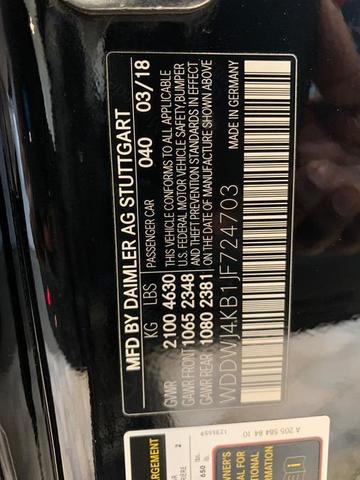 MFD BY DAIMLER AG STUTTGART
PASSENGER CAR 040 03/18
KG LBS
GVWR 2100 4630
GAWR FRONT 1065 2348
GAWR REAR 1080 2381
THIS VEHICLE CONFORMS TO ALL APPLICABLE
U.S. FEDERAL MOTOR VEHICLE SAFETY, BUMPER
AND THEFT PREVENTION STANDARDS IN EFFECT
ON THE DATE OF MANUFACTURE SHOWN ABOVE
MADE IN GERMANY
WDDWJ4KB1JF724703
A 205 584 84 10